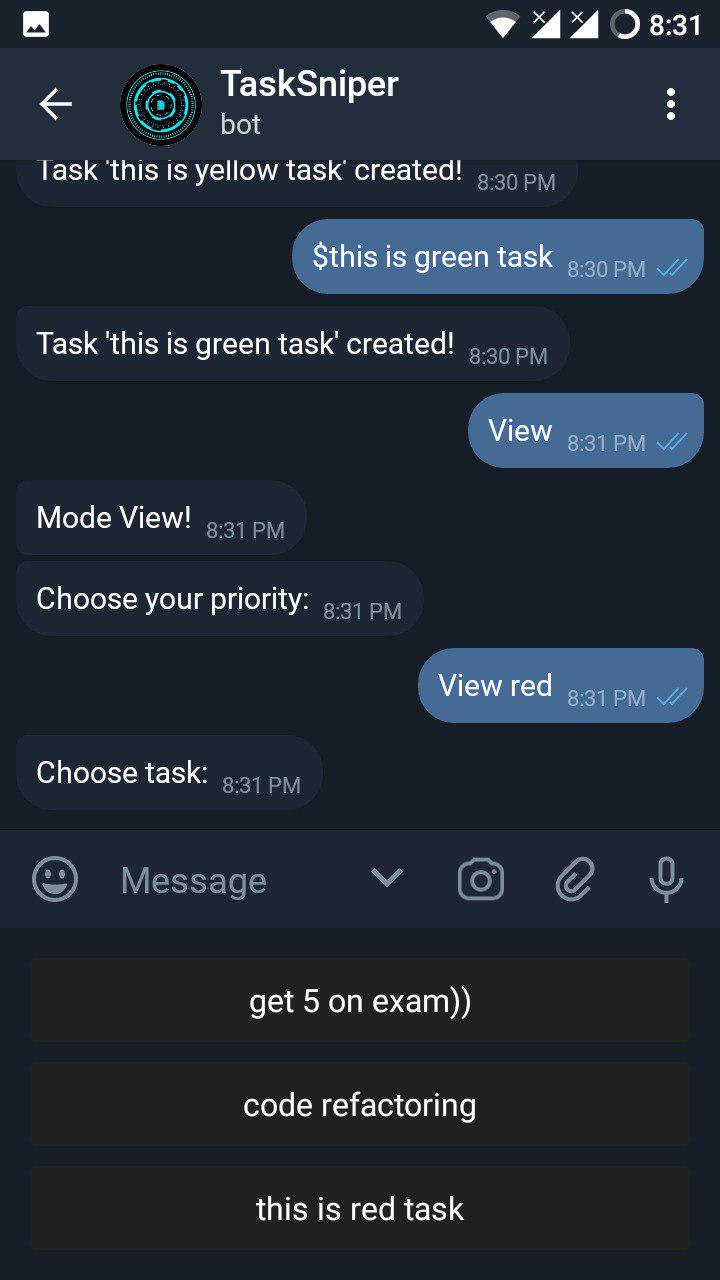 8:31
TaskSniper
bot
Task 'this is yellow task' created! 8:30 PM
$this is green task 8:30 PM
Task 'this is green task' created! 8:30 PM
View 8:31 PM
Mode View! 8:31 PM
Choose your priority: 8:31 PM
View red 8:31 PM
Choose task: 8:31 PM
Message
get 5 on exam))
code refactoring
this is red task